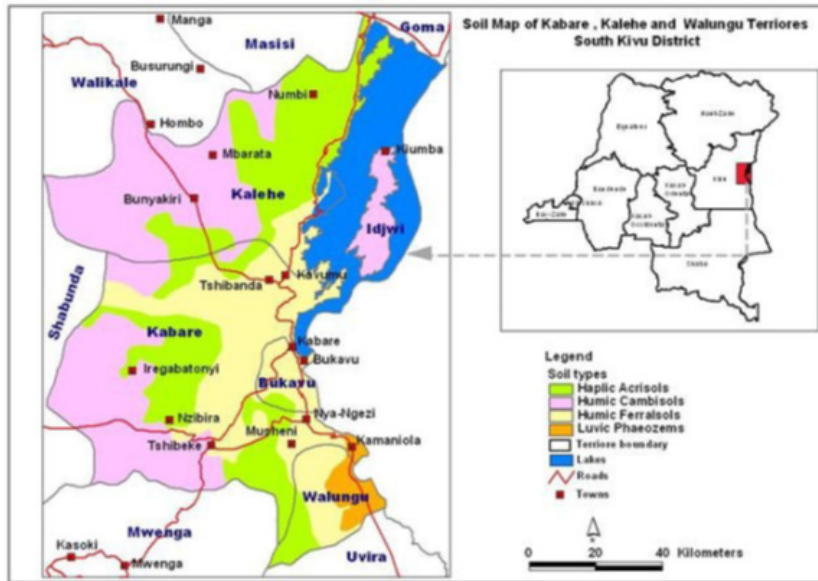 Soil Map of Kabare , Kalehe and Walungu Terriores
South Kivu District
Manga
Masisi
Goma
Busurungi
Walikale
Numbi
Hombo
Mbarata
Kiumba
Kalehe
Bunyakiri
Idjwi
Shabunda
Tshibanda
Kavumu
Kabare
Kabare
Iregabatonyi
Bukavu
Bukavu
Nzibira
Nya-Ngezi
Musheni
Kamaniola
Tshibeke
Walungu
Mwenga
Kasoki
Mwenga
Uvira
Legend
Soil types
Haplic Acrisols
Humic Cambisols
Humic Ferralsols
Luvic Phaeozems
Terriore boundary
Lakes
Roads
Towns
0 20 40 Kilometers